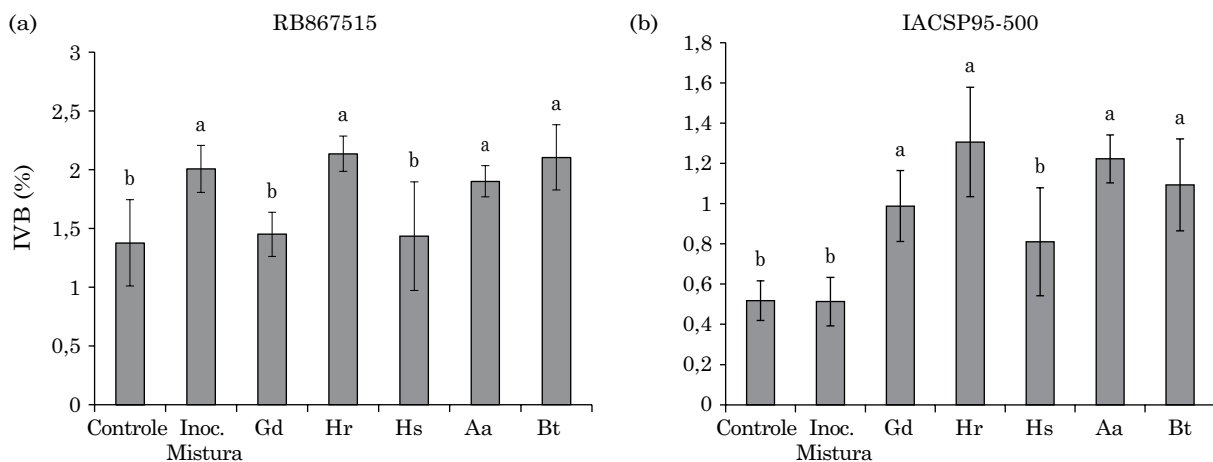 (a) RB867515
IVB (%)
3
2,5
2
1,5
1
0,5
0
b a b a b a a
Controle Inoc. Gd Hr Hs Aa Bt
Mistura
(b) IACSP95-500
1,8
1,6
1,4
1,2
1
0,8
0,6
0,4
0,2
0
b b a a b a a
Controle Inoc. Gd Hr Hs Aa Bt
Mistura